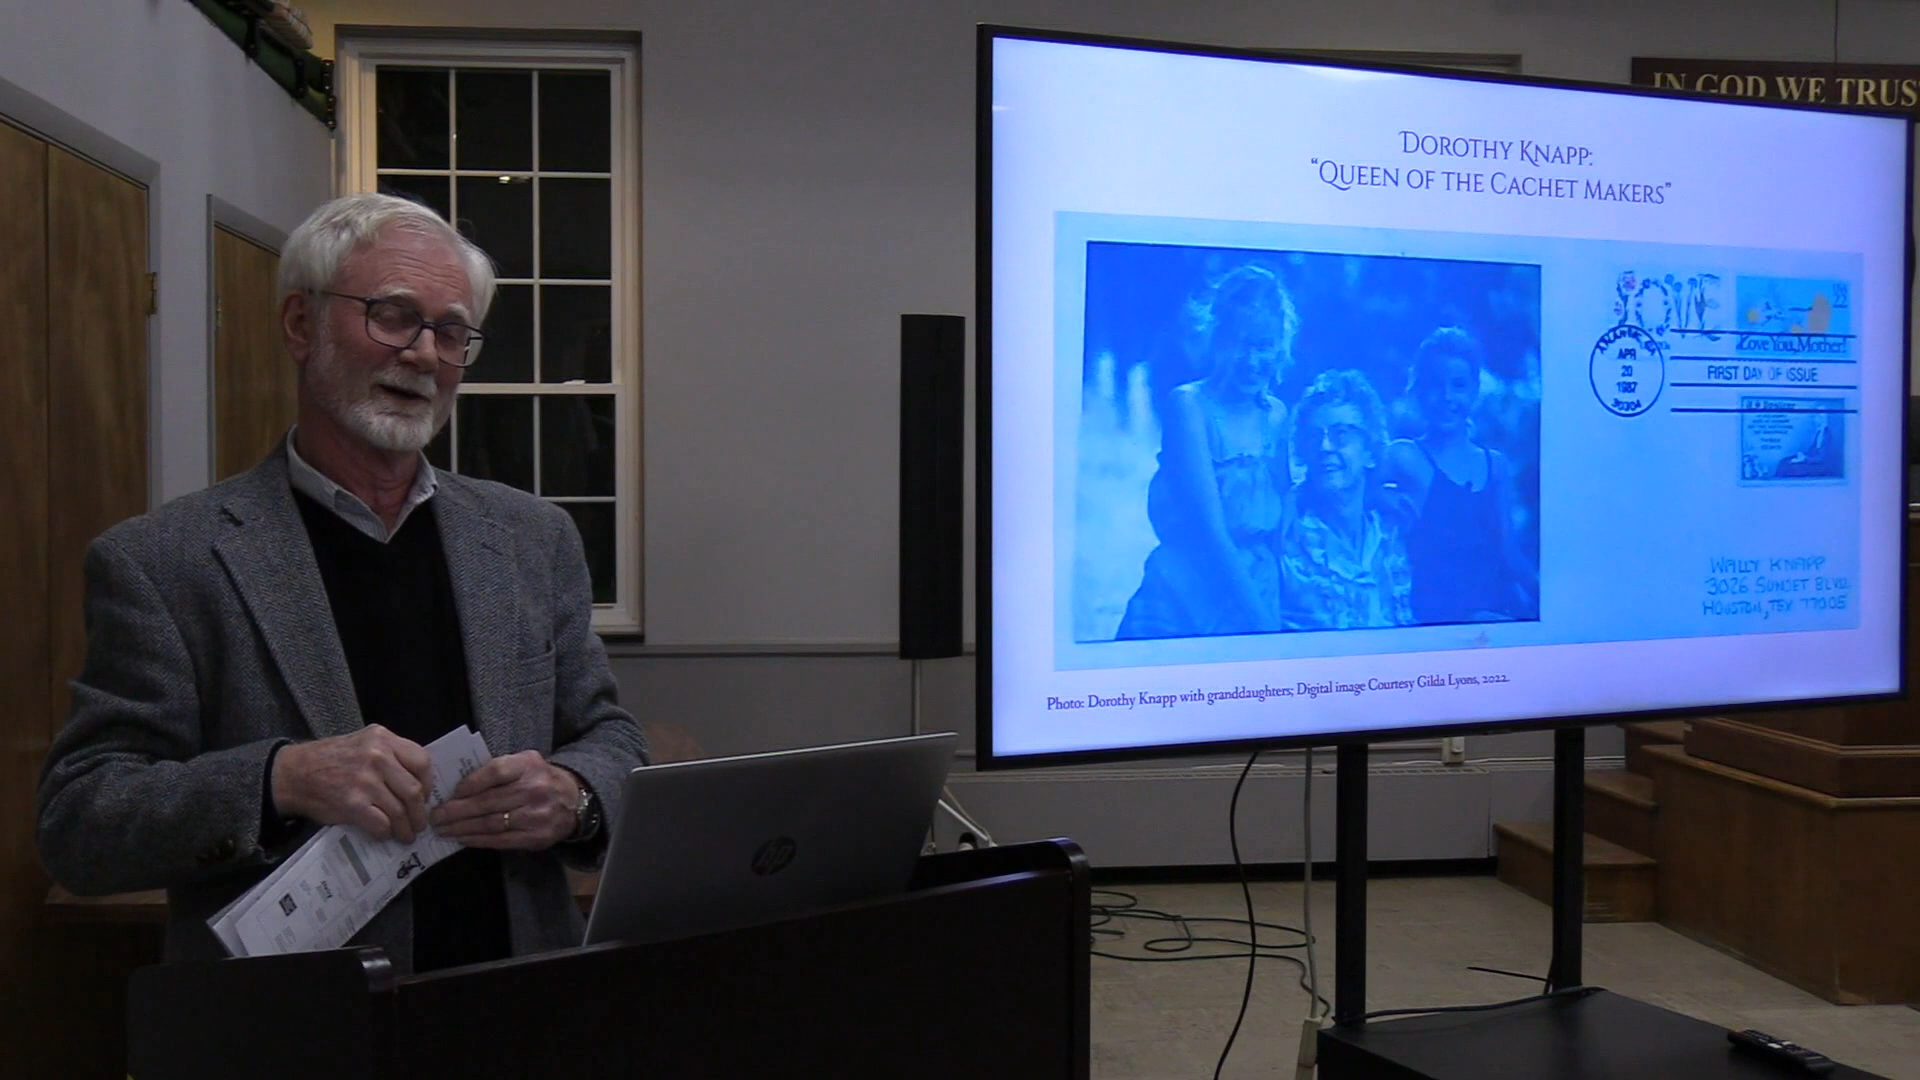 IN GOD WE TRUS
DOROTHY KNAPP:
“QUEEN OF THE CACHET MAKERS”
LOVE
22
Love You, Mother!
APR
20
1987
30304
FIRST DAY OF ISSUE
WALLY KNAPP
3026 SUNSET BLVD.
HOUSTON, TEX 77005
Photo: Dorothy Knapp with granddaughters; Digital image Courtesy Gilda Lyons, 2022.
hp